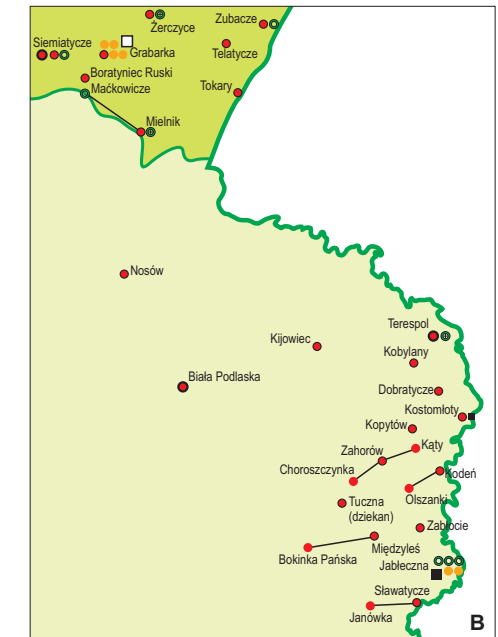 Żerczyce
Zubacze
Siemiatycze
Grabarka
Telatycze
Boratyniec Ruski
Maćkowicze
Tokary
Mielnik
Nosów
Terespol
Kijowiec
Kobylany
Biała Podlaska
Dobratycze
Kostomłoty
Kopytów
Kąty
Zahorów
Choroszczynka
Kodeń
Olszanki
Tuczna
(dziekan)
Zabłocie
Międzyleś
Bokinka Pańska
Jabłeczna
Sławatycze
Janówka
B